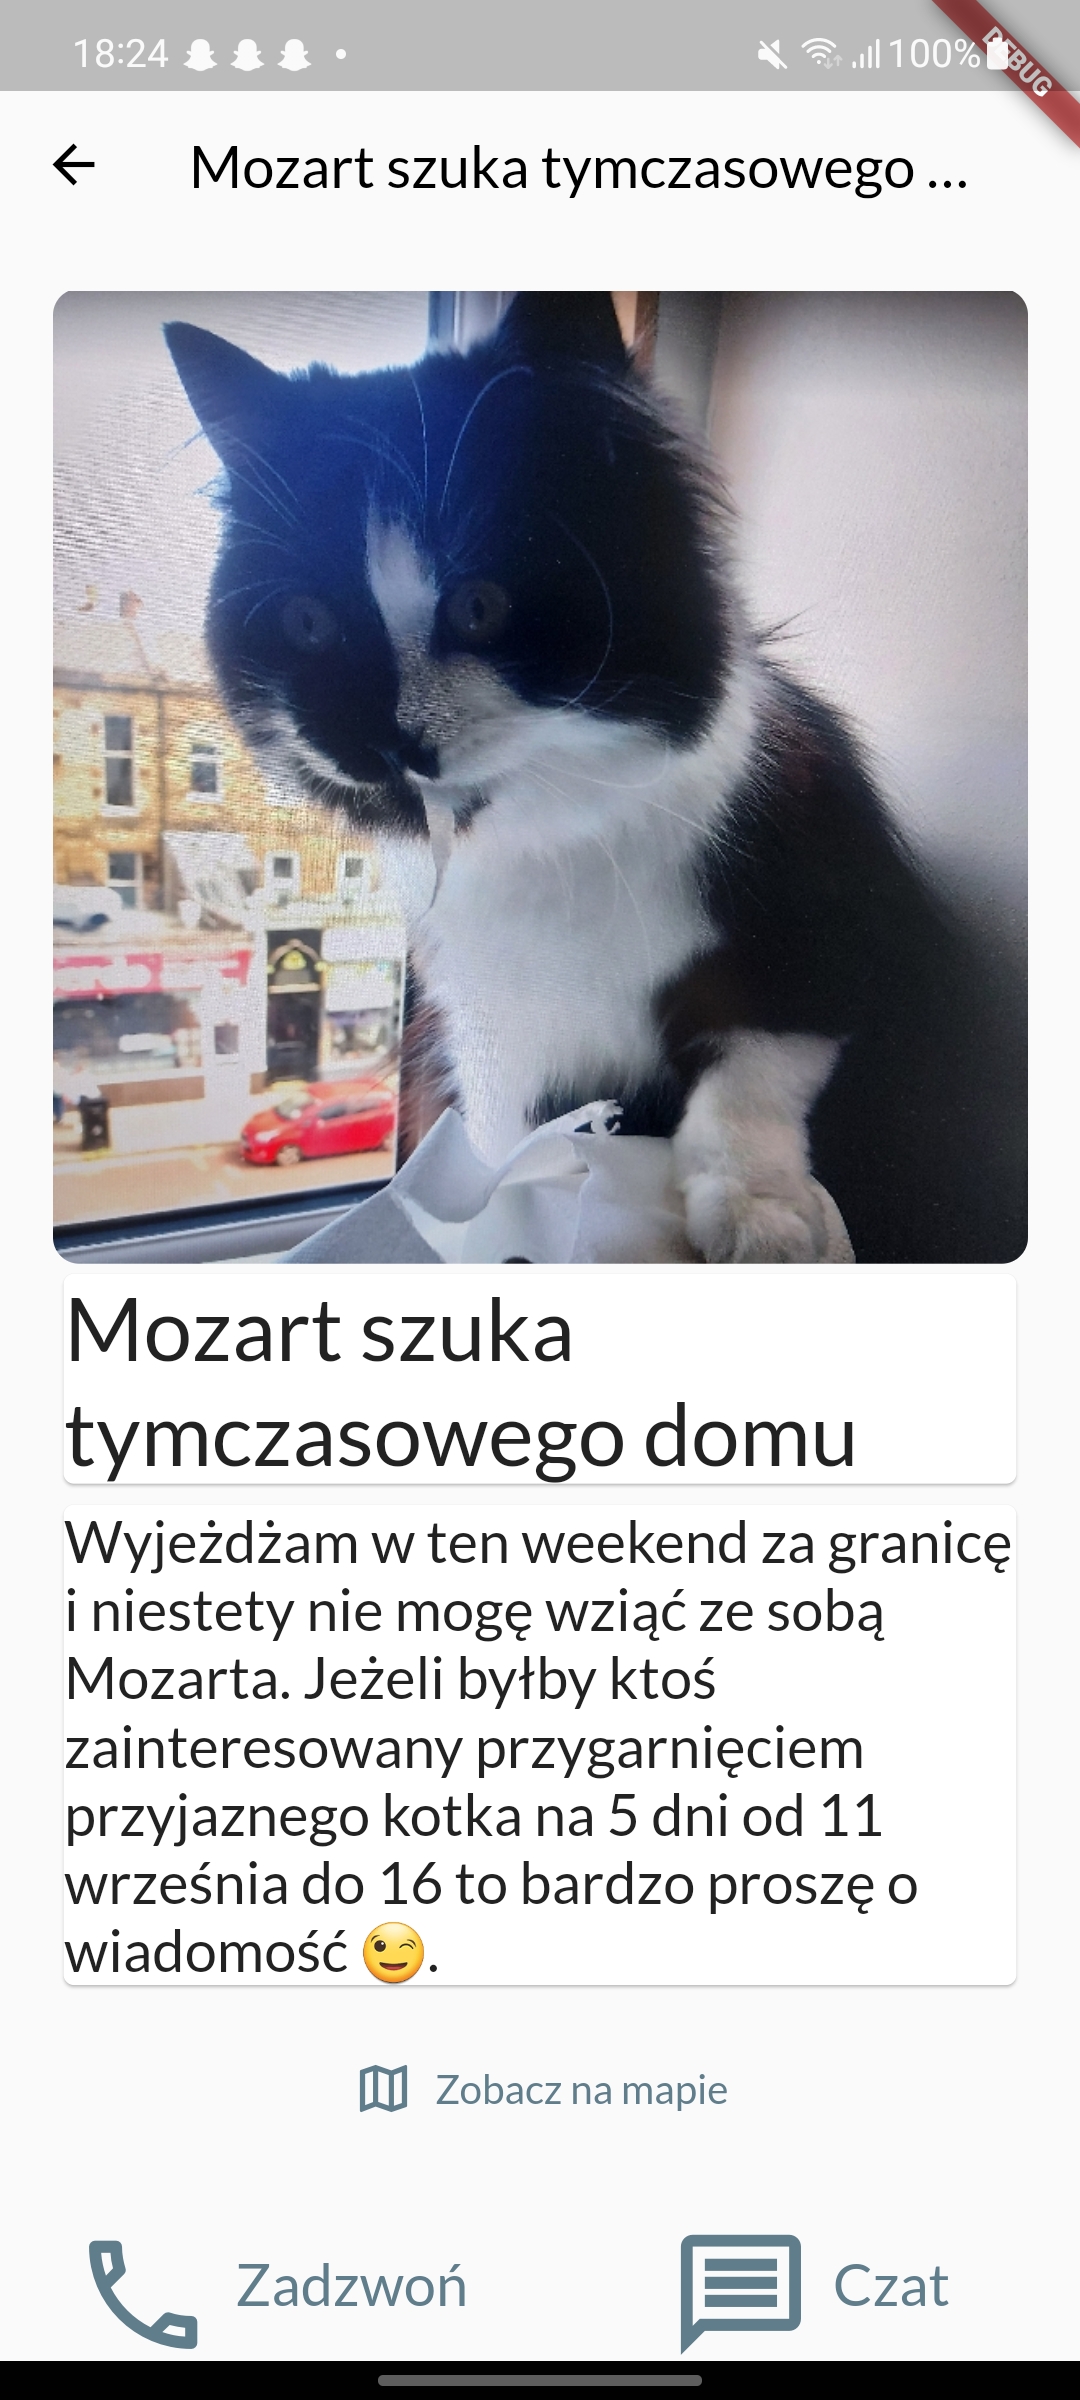 18:24
100%
DEBUG
Mozart szuka tymczasowego ...
Mozart szuka
tymczasowego domu
Wyjeżdżam w ten weekend za granicę
i niestety nie mogę wziąć ze sobą
Mozarta. Jeżeli byłby ktoś
zainteresowany przygarnięciem
przyjaznego kotka na 5 dni od 11
września do 16 to bardzo proszę o
wiadomość 😉.
Zobacz na mapie
Zadzwoń
Czat